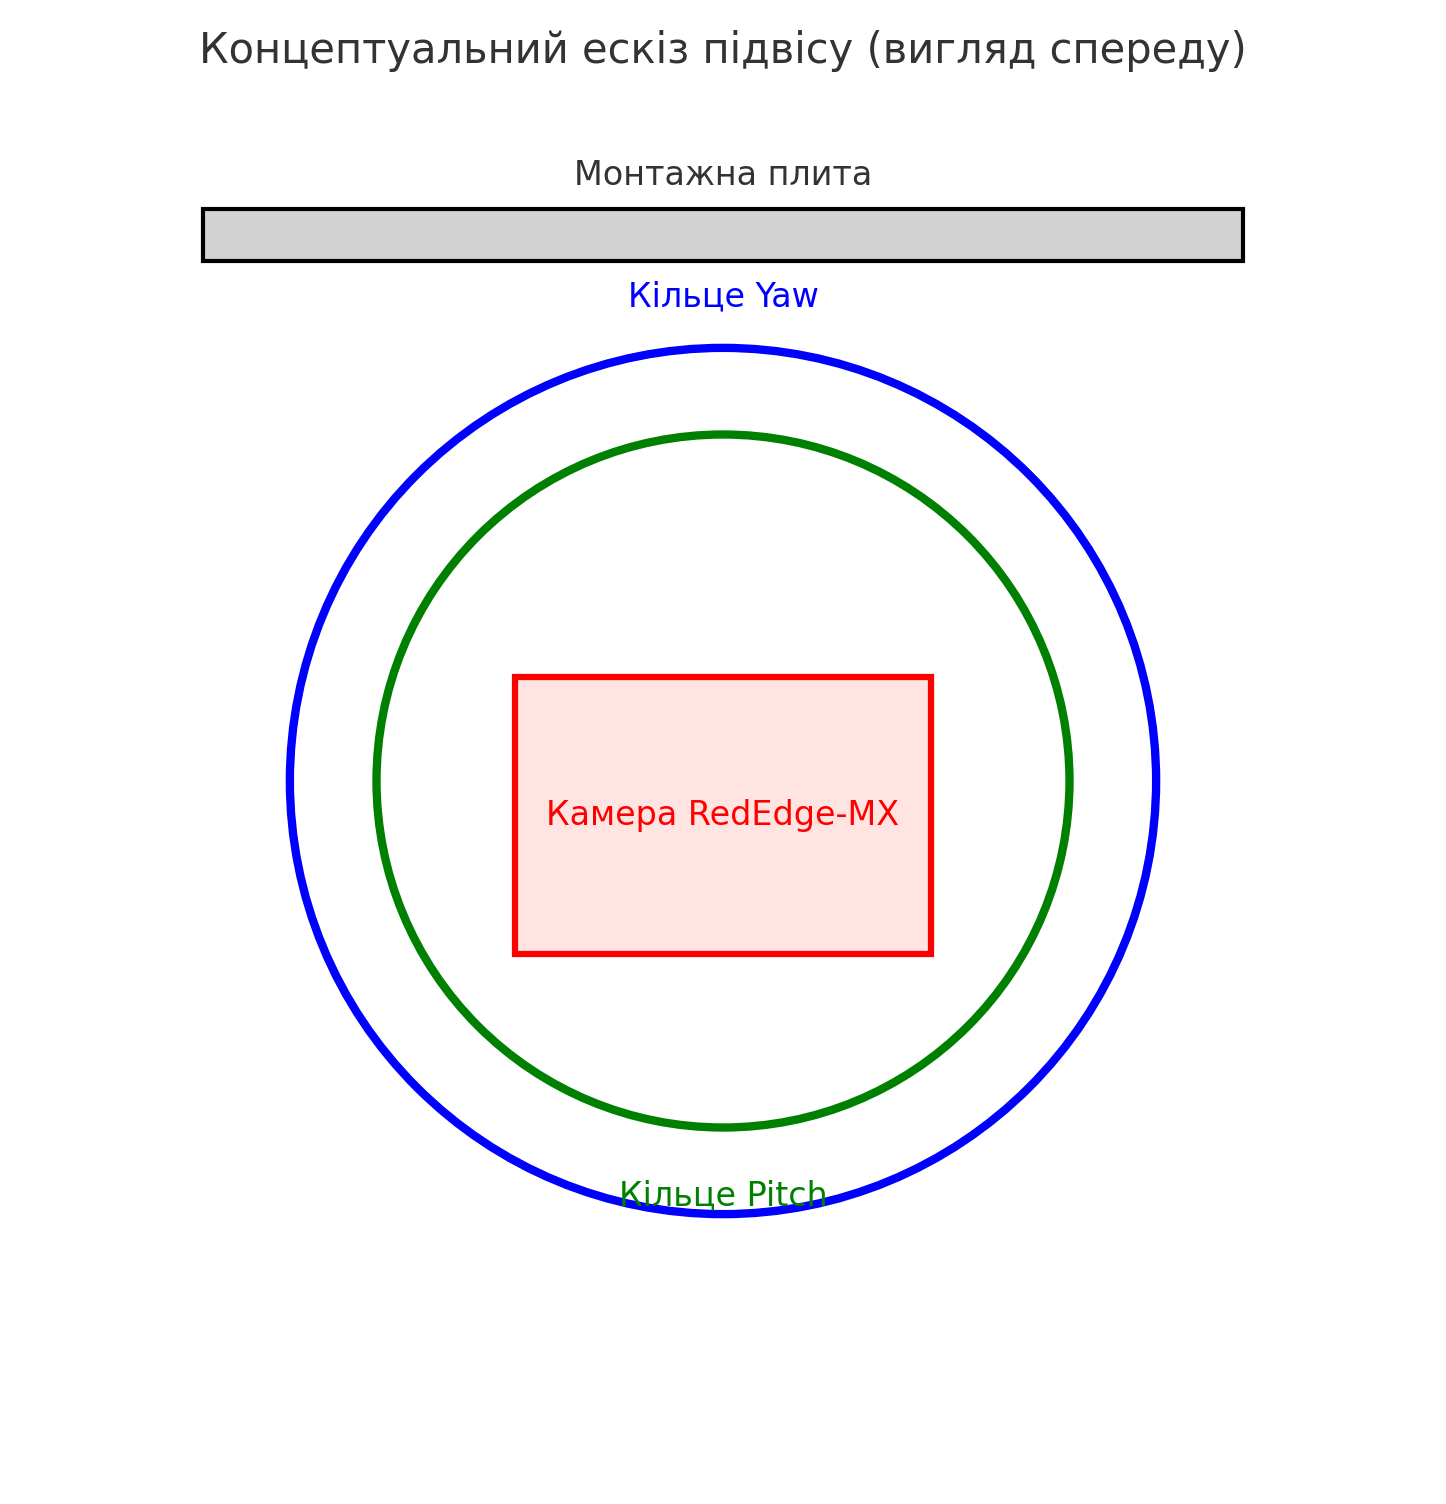 Концептуальний ескіз підвісу (вигляд спереду)
Монтажна плита
Кільце Yaw
Камера RedEdge-MX
Кільце Pitch